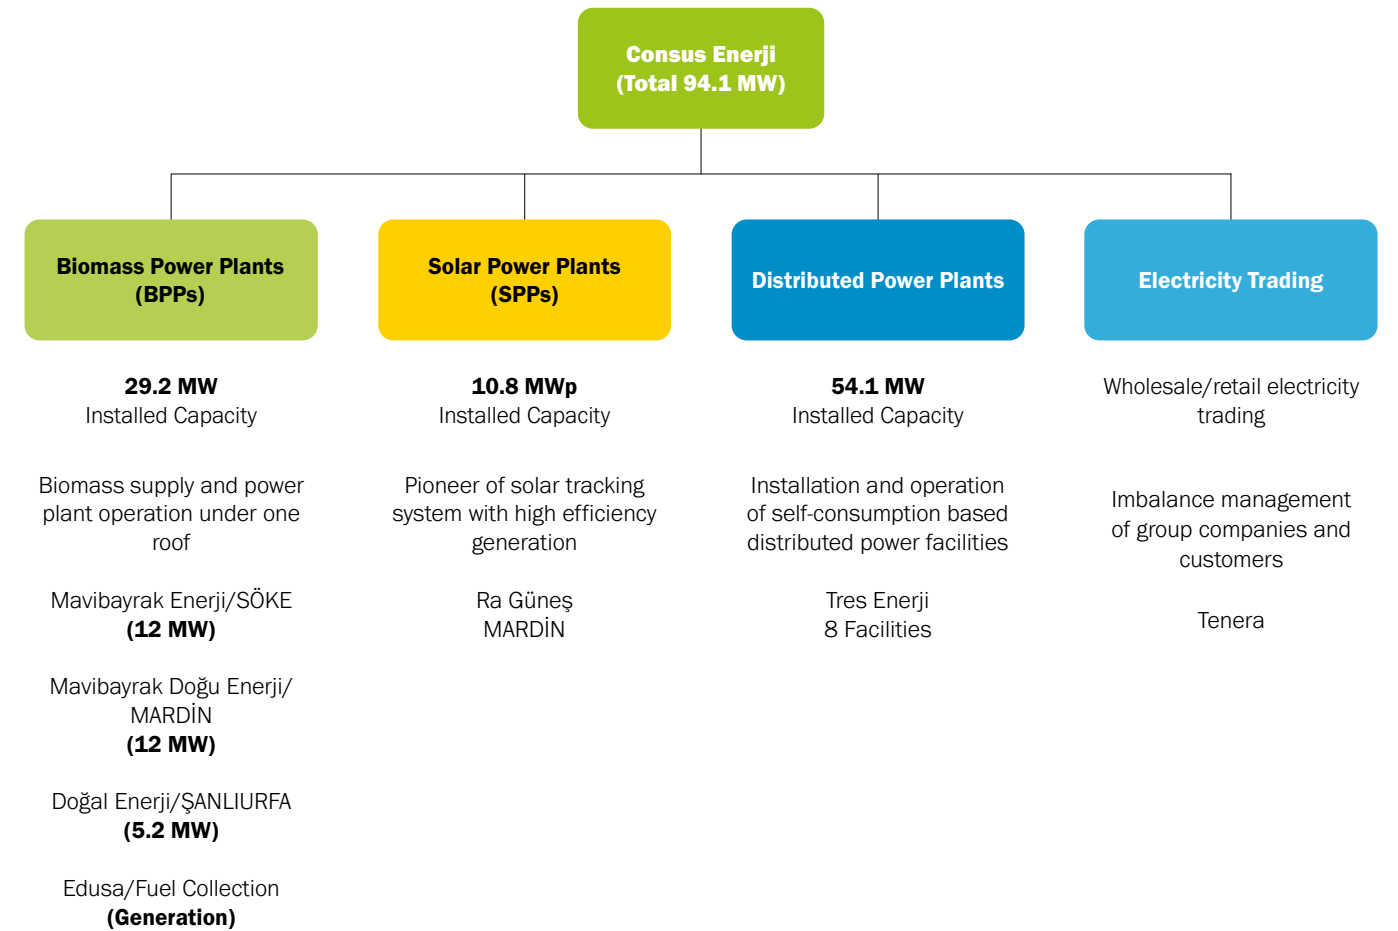 Consus Enerji
(Total 94.1 MW)
Biomass Power Plants
(BPPs)
29.2 MW
Installed Capacity
Biomass supply and power
plant operation under one
roof
Mavibayrak Enerji/SÖKE
(12 MW)
Mavibayrak Doğu Enerji/
MARDİN
(12 MW)
Doğal Enerji/ŞANLIURFA
(5.2 MW)
Edusa/Fuel Collection
(Generation)
Solar Power Plants
(SPPs)
10.8 MWp
Installed Capacity
Pioneer of solar tracking
system with high efficiency
generation
Ra Güneş
MARDİN
Distributed Power Plants
54.1 MW
Installed Capacity
Installation and operation
of self-consumption based
distributed power facilities
Tres Enerji
8 Facilities
Electricity Trading
Wholesale/retail electricity
trading
Imbalance management
of group companies and
customers
Tenera